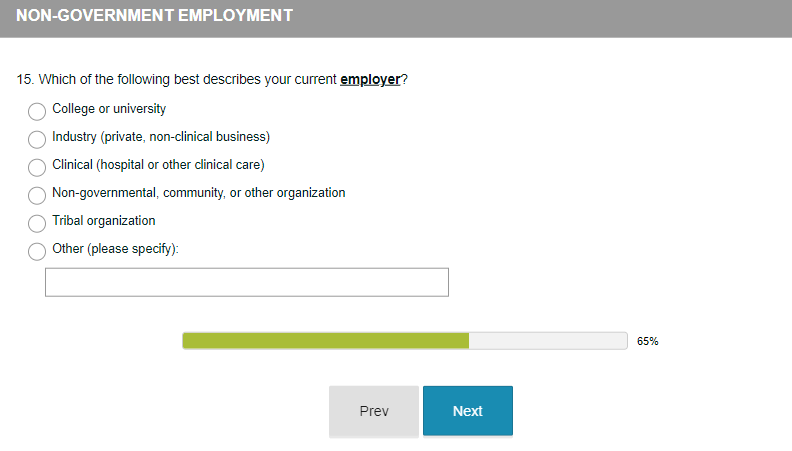 NON-GOVERNMENT EMPLOYMENT
15. Which of the following best describes your current employer?
College or university
Industry (private, non-clinical business)
Clinical (hospital or other clinical care)
Non-governmental, community, or other organization
Tribal organization
Other (please specify):
65%
Prev
Next